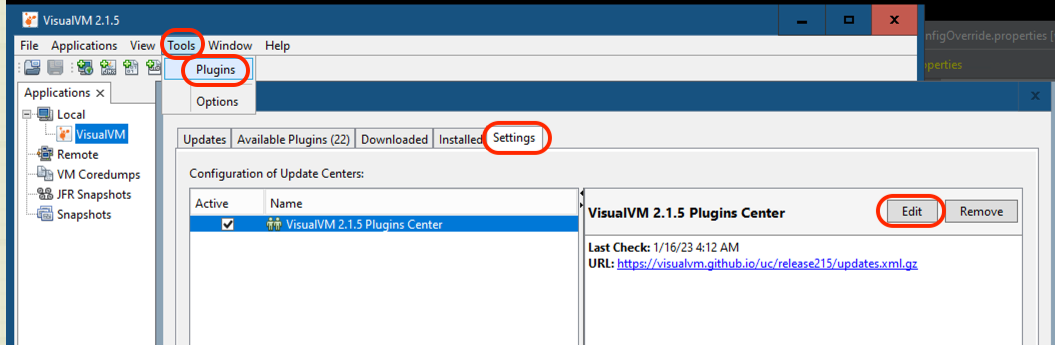 VisualVM 2.1.5
nfigOverride.properties [
File Applications View Tools Window Help
perties
Plugins
Options
Applications
Local
VisualVM
Remote
VM Coredumps
JFR Snapshots
Snapshots
Updates Available Plugins (22) Downloaded Installed Settings
Configuration of Update Centers:
Active Name
VisualVM 2.1.5 Plugins Center
VisualVM 2.1.5 Plugins Center Edit Remove
Last Check: 1/16/23 4:12 AM
URL: https://visualvm.github.io/uc/release215/updates.xml.gz